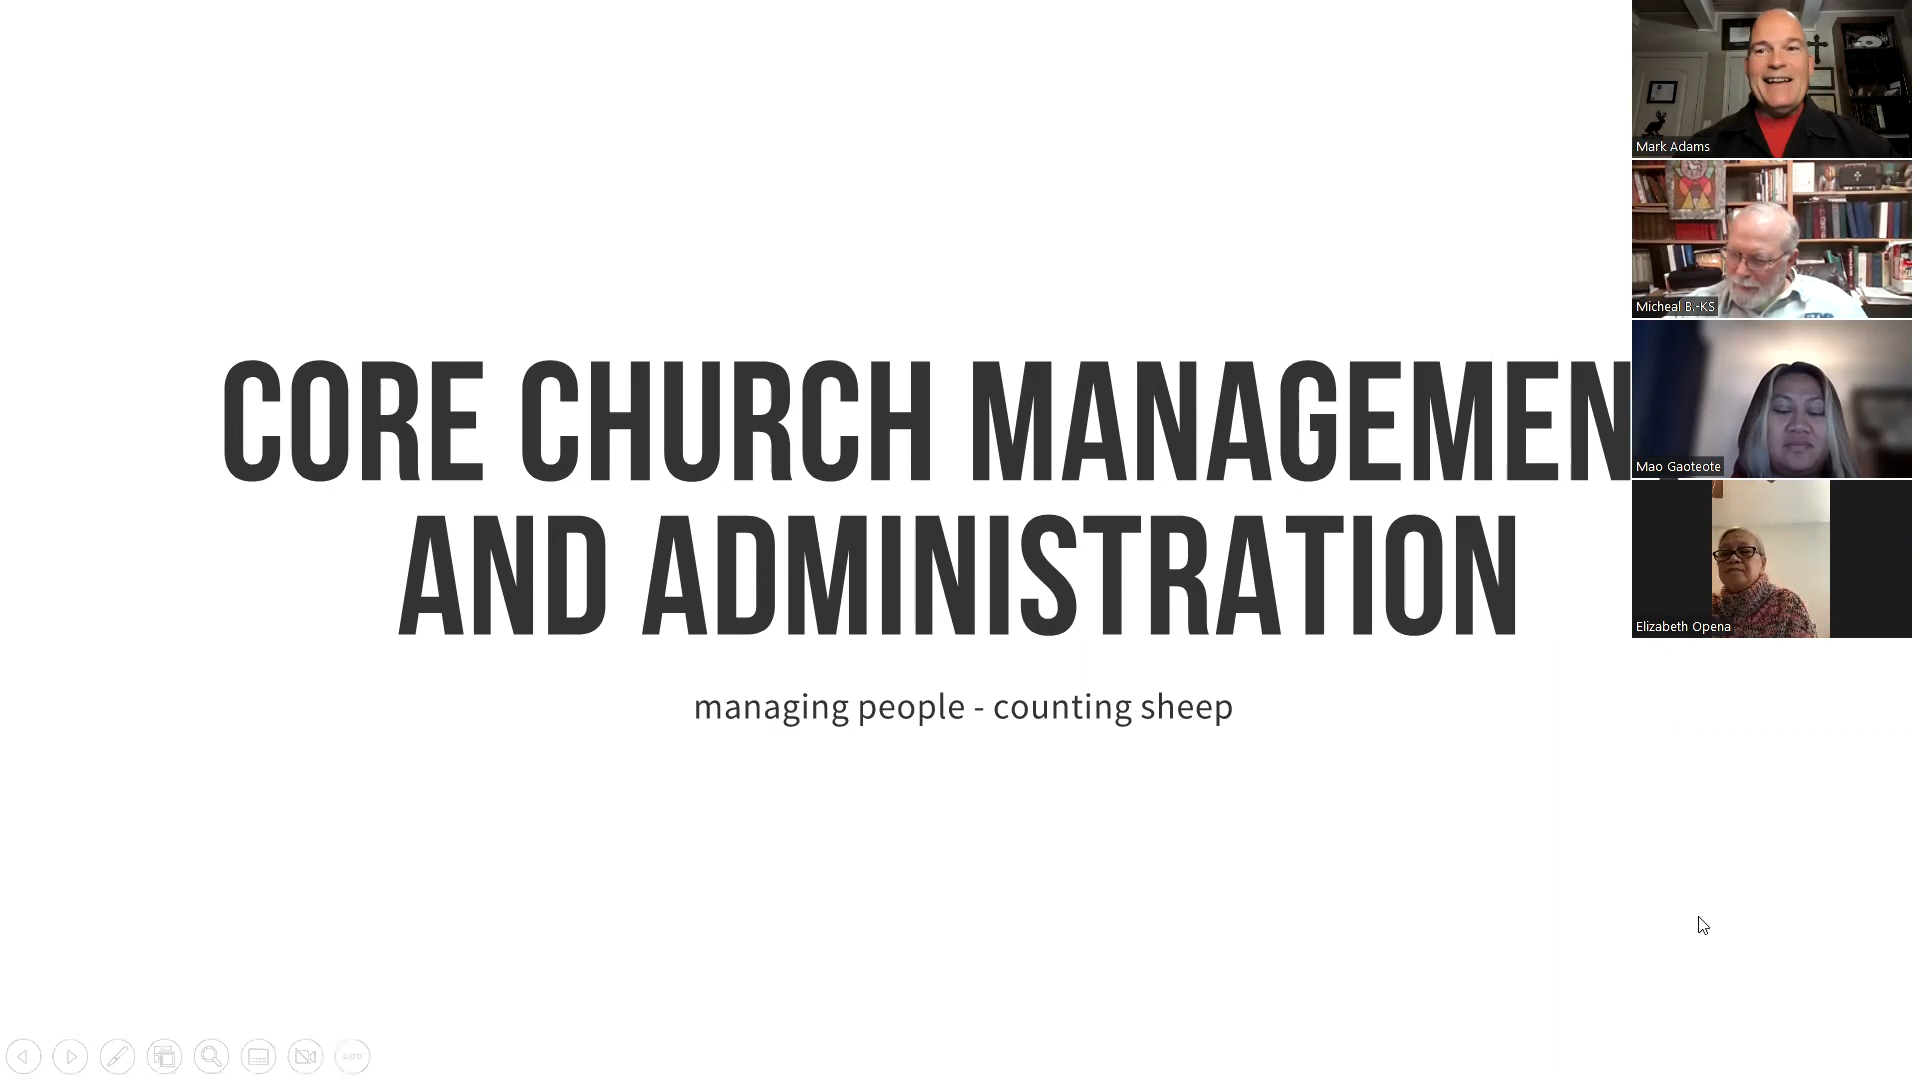 CORE CHURCH MANAGEMEN
AND ADMINISTRATION
managing people - counting sheep
Mark Adams
Micheal B.-KS
Mao Gaoteote
Elizabeth Opena